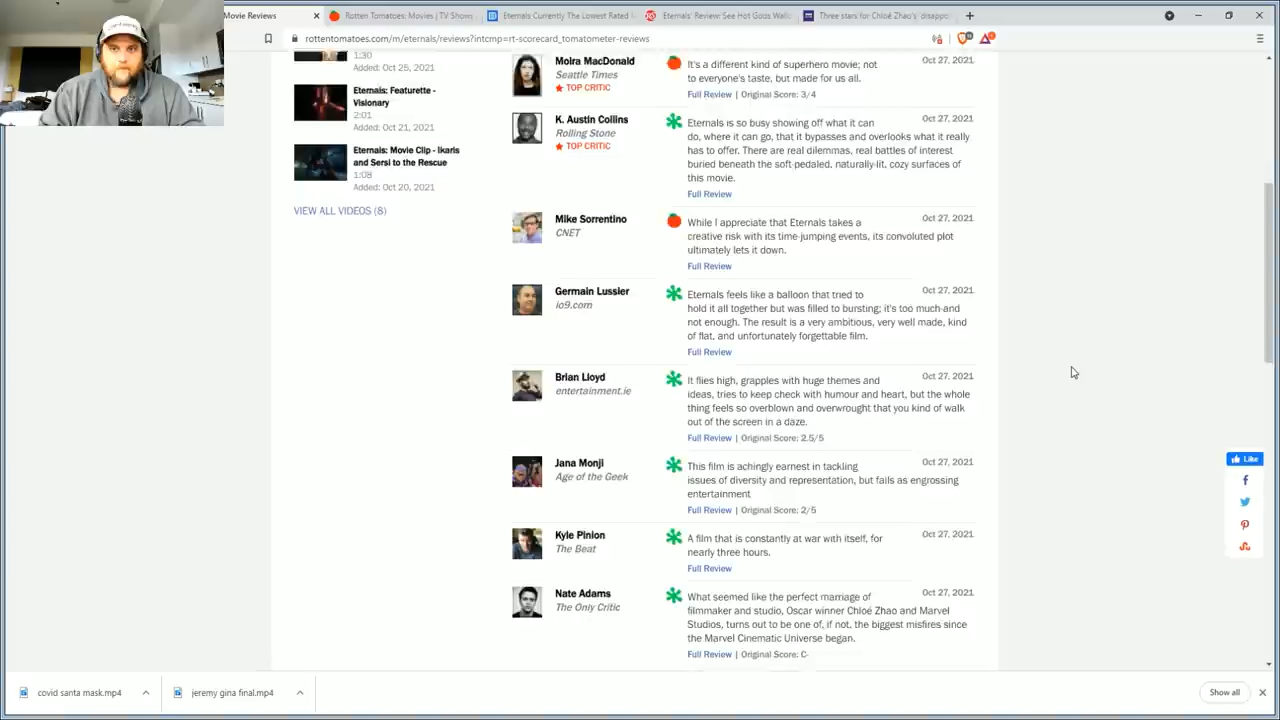 Movie Reviews
Rotten Tomatoes: Movies | TV Shows
Eternals Currently The Lowest Rated
Eternals' Review: See Hot Gods Walk
Three stars for Chloé Zhao's 'disappo
rottentomatoes.com/m/eternals/reviews?intcmp=rt-scorecard_tomatometer-reviews
1:30
Added: Oct 25, 2021
Eternals: Featurette -
Visionary
2:01
Added: Oct 21, 2021
Eternals: Movie Clip - Ikaris
and Sersi to the Rescue
1:08
Added: Oct 20, 2021
VIEW ALL VIDEOS (8)
Moira MacDonald
Seattle Times
TOP CRITIC
It's a different kind of superhero movie; not
to everyone's taste, but made for us all.
Full Review | Original Score: 3/4
Oct 27, 2021
K. Austin Collins
Rolling Stone
TOP CRITIC
Eternals is so busy showing off what it can
do, where it can go, that it bypasses and overlooks what it really
has to offer. There are real dilemmas, real battles of interest
buried beneath the soft-pedaled, naturally-lit, cozy surfaces of
this movie.
Full Review
Oct 27, 2021
Mike Sorrentino
CNET
While I appreciate that Eternals takes a
creative risk with its time-jumping events, its convoluted plot
ultimately lets it down.
Full Review
Oct 27, 2021
Germain Lussier
io9.com
Eternals feels like a balloon that tried to
hold it all together but was filled to bursting; it's too much-and
not enough. The result is a very ambitious, very well made, kind
of flat, and unfortunately forgettable film.
Full Review
Oct 27, 2021
Brian Lloyd
entertainment.ie
It flies high, grapples with huge themes and
ideas, tries to keep check with humour and heart, but the whole
thing feels so overblown and overwrought that you kind of walk
out of the screen in a daze.
Full Review | Original Score: 2.5/5
Oct 27, 2021
Jana Monji
Age of the Geek
This film is achingly earnest in tackling
issues of diversity and representation, but fails as engrossing
entertainment
Full Review | Original Score: 2/5
Oct 27, 2021
Kyle Pinion
The Beat
A film that is constantly at war with itself, for
nearly three hours.
Full Review
Oct 27, 2021
Nate Adams
The Only Critic
What seemed like the perfect marriage of
filmmaker and studio, Oscar winner Chloé Zhao and Marvel
Studios, turns out to be one of, if not, the biggest misfires since
the Marvel Cinematic Universe began.
Full Review | Original Score: C-
Oct 27, 2021
Like
covid santa mask.mp4
jeremy gina final.mp4
Show all